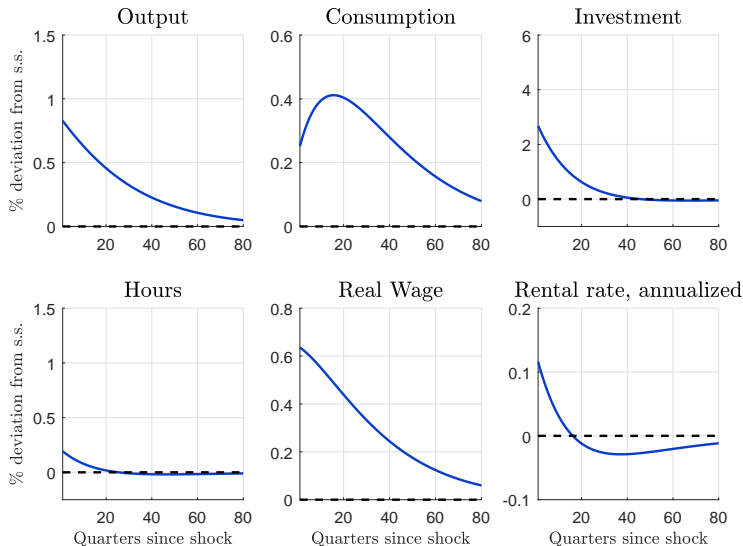 Output
Consumption
Investment
% deviation from s.s.
1.5
1
0.5
0
20 40 60 80
0.6
0.4
0.2
0
20 40 60 80
6
4
2
0
20 40 60 80
Hours
Real Wage
Rental rate, annualized
% deviation from s.s.
1.5
1
0.5
0
20 40 60 80
Quarters since shock
0.8
0.6
0.4
0.2
0
20 40 60 80
Quarters since shock
0.2
0.1
0
-0.1
20 40 60 80
Quarters since shock